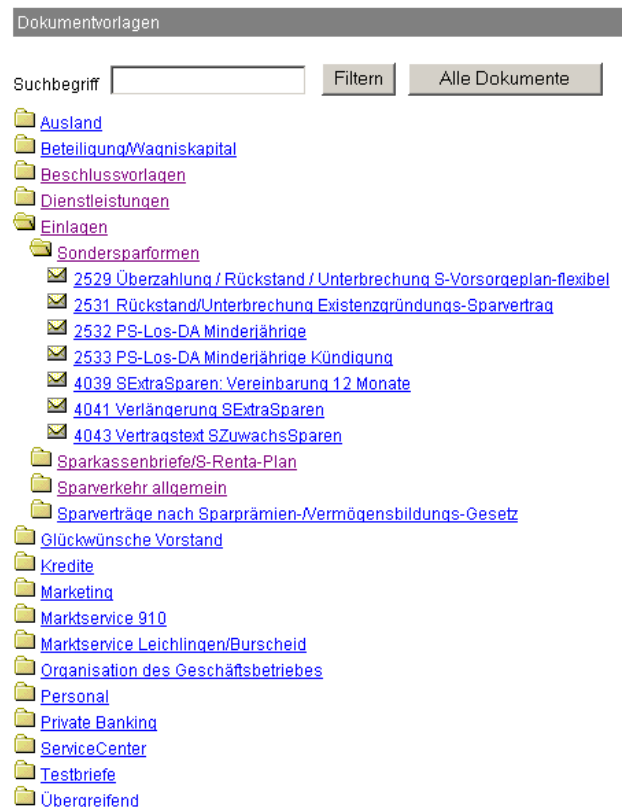 Dokumentvorlagen
Suchbegriff Filtern Alle Dokumente
Ausland
Beteiligung/Wagniskapital
Beschlussvorlagen
Dienstleistungen
Einlagen
Sondersparformen
2529 Überzahlung / Rückstand / Unterbrechung S-Vorsorgeplan-flexibel
2531 Rückstand/Unterbrechung Existenzgründungs-Sparvertrag
2532 PS-Los-DA Minderjährige
2533 PS-Los-DA Minderjährige Kündigung
4039 SExtraSparen: Vereinbarung 12 Monate
4041 Verlängerung SExtraSparen
4043 Vertragstext SZuwachsSparen
Sparkassenbriefe/S-Renta-Plan
Sparverkehr allgemein
Sparverträge nach Sparprämien-/Vermögensbildungs-Gesetz
Glückwünsche Vorstand
Kredite
Marketing
Marktservice 910
Marktservice Leichlingen/Burscheid
Organisation des Geschäftsbetriebes
Personal
Private Banking
ServiceCenter
Testbriefe
Übergreifend